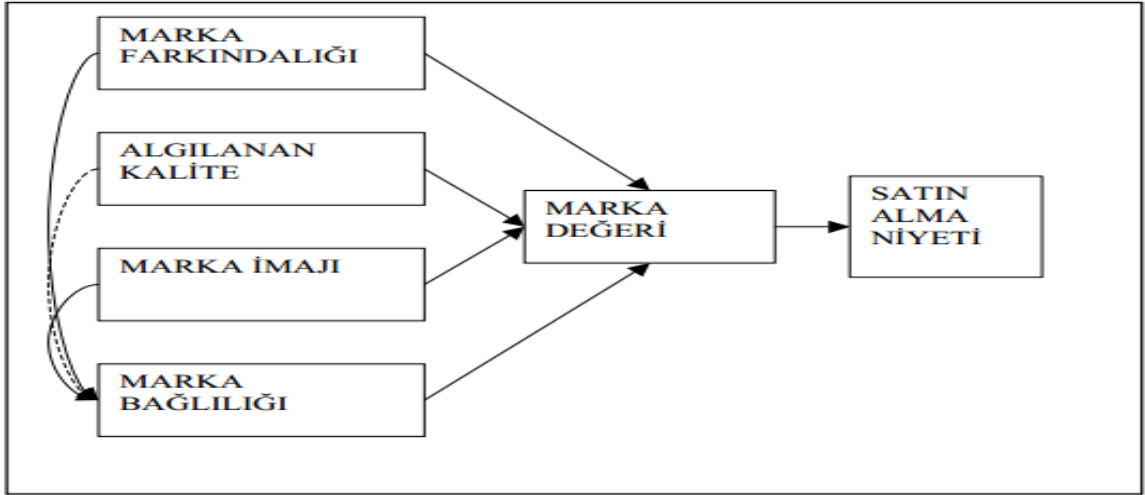 MARKA
FARKINDALIĞI
ALGILANAN
KALİTE
MARKA İMAJI
MARKA
BAĞLILIĞI
MARKA
DEĞERİ
SATIN
ALMA
NİYETİ